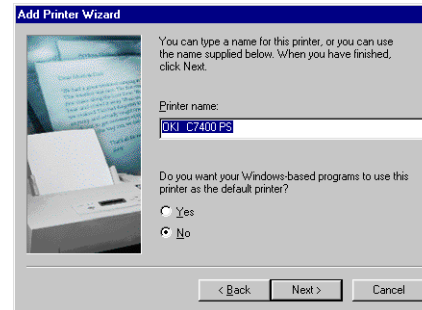 Add Printer Wizard
You can type a name for this printer, or you can use
the name supplied below. When you have finished,
click Next.
Printer name:
OKI C7400 PS
Do you want your Windows-based programs to use this
printer as the default printer?
Yes
No
< Back
Next >
Cancel